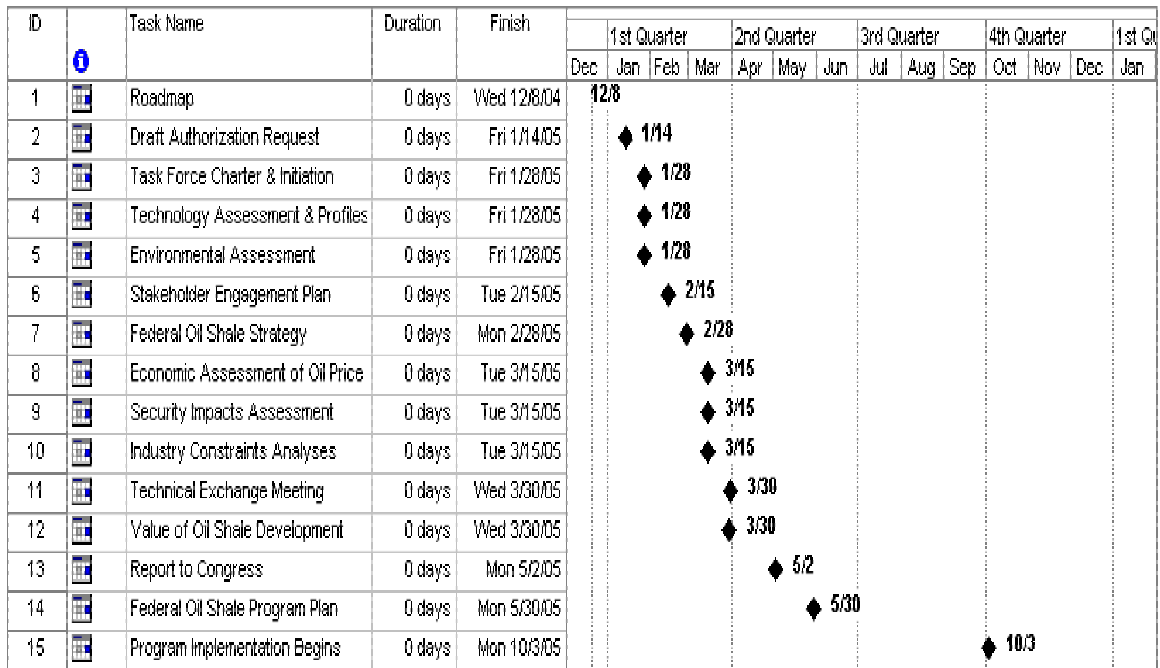 ID Task Name Duration Finish
1st Quarter 2nd Quarter 3rd Quarter 4th Quarter 1st Qu
Dec Jan Feb Mar Apr May Jun Jul Aug Sep Oct Nov Dec Jan
1 Roadmap 0 days Wed 12/8/04 12/8
2 Draft Authorization Request 0 days Fri 1/14/05 1/14
3 Task Force Charter & Initiation 0 days Fri 1/28/05 1/28
4 Technology Assessment & Profiles 0 days Fri 1/28/05 1/28
5 Environmental Assessment 0 days Fri 1/28/05 1/28
6 Stakeholder Engagement Plan 0 days Tue 2/15/05 2/15
7 Federal Oil Shale Strategy 0 days Mon 2/28/05 2/28
8 Economic Assessment of Oil Price 0 days Tue 3/15/05 3/15
9 Security Impacts Assessment 0 days Tue 3/15/05 3/15
10 Industry Constraints Analyses 0 days Tue 3/15/05 3/15
11 Technical Exchange Meeting 0 days Wed 3/30/05 3/30
12 Value of Oil Shale Development 0 days Wed 3/30/05 3/30
13 Report to Congress 0 days Mon 5/2/05 5/2
14 Federal Oil Shale Program Plan 0 days Mon 5/30/05 5/30
15 Program Implementation Begins 0 days Mon 10/3/05 10/3